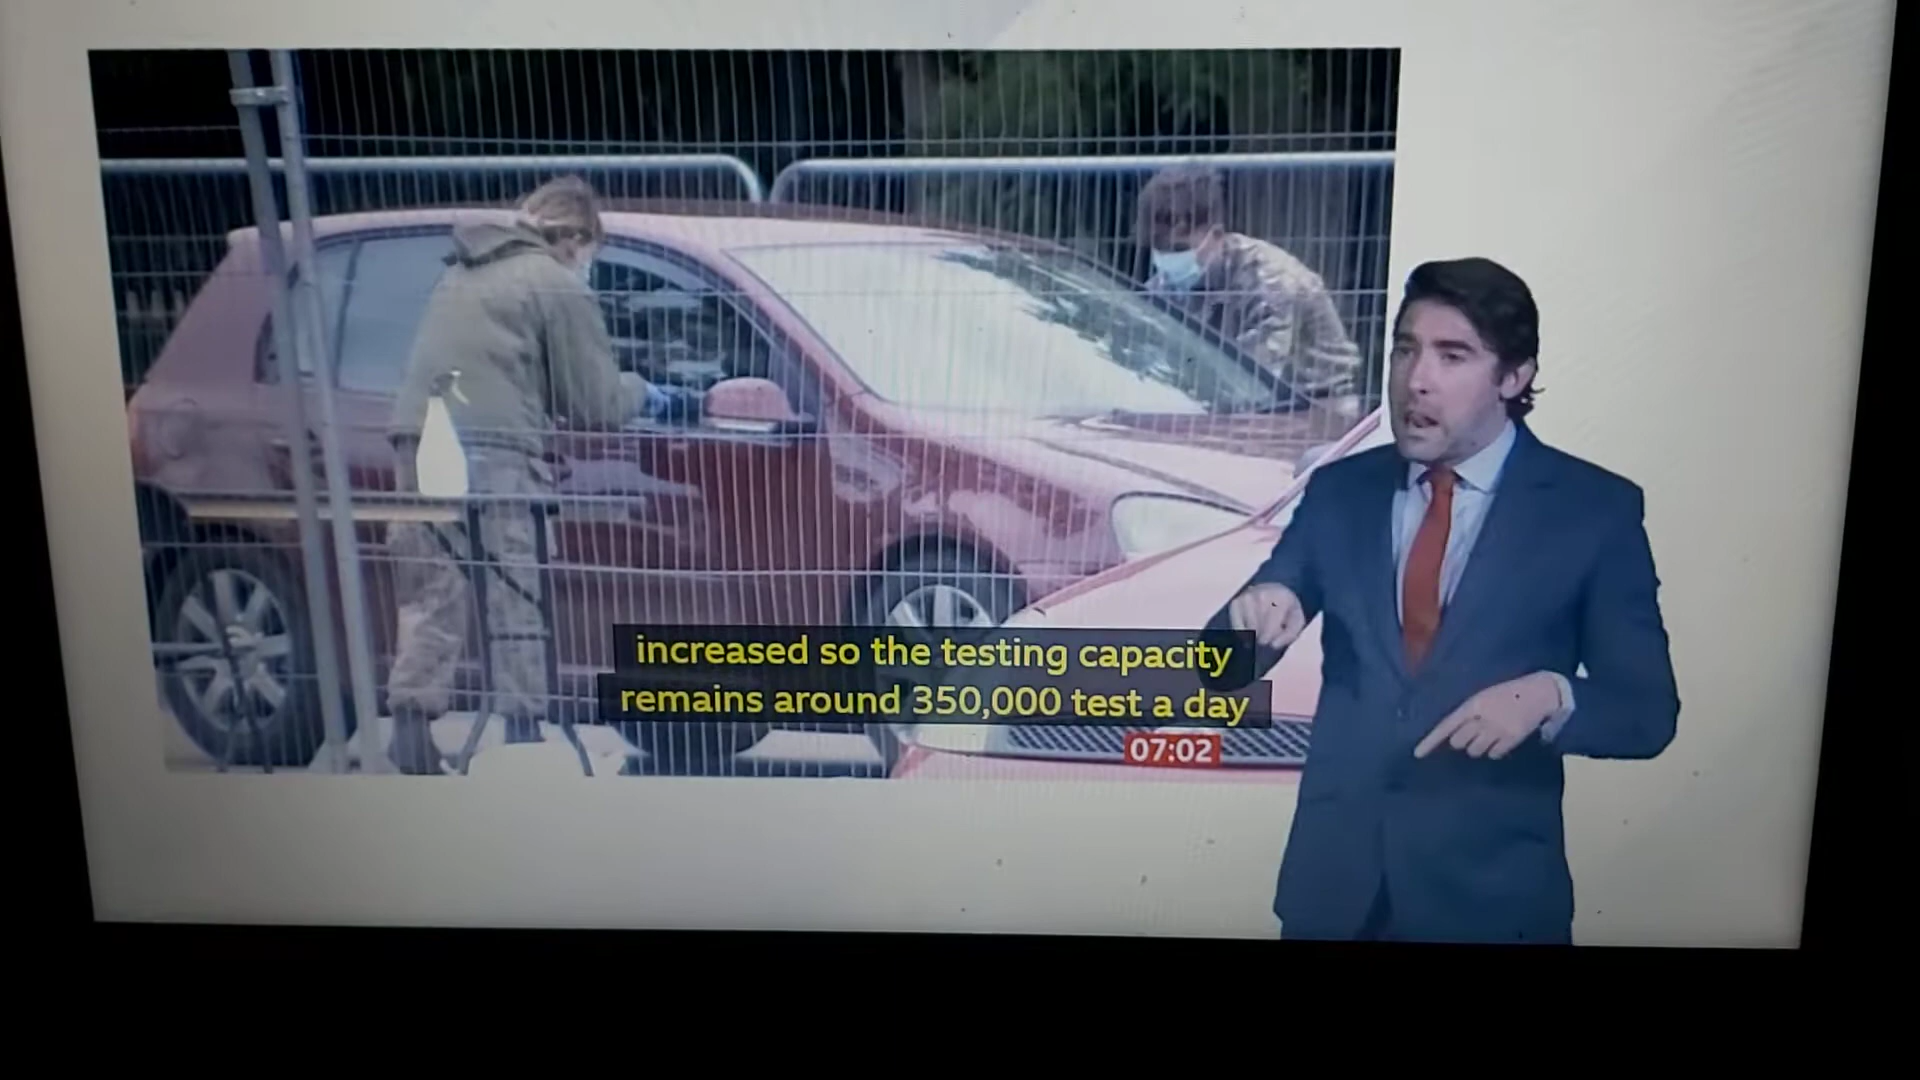 increased so the testing capacity
remains around 350,000 test a day
07:02